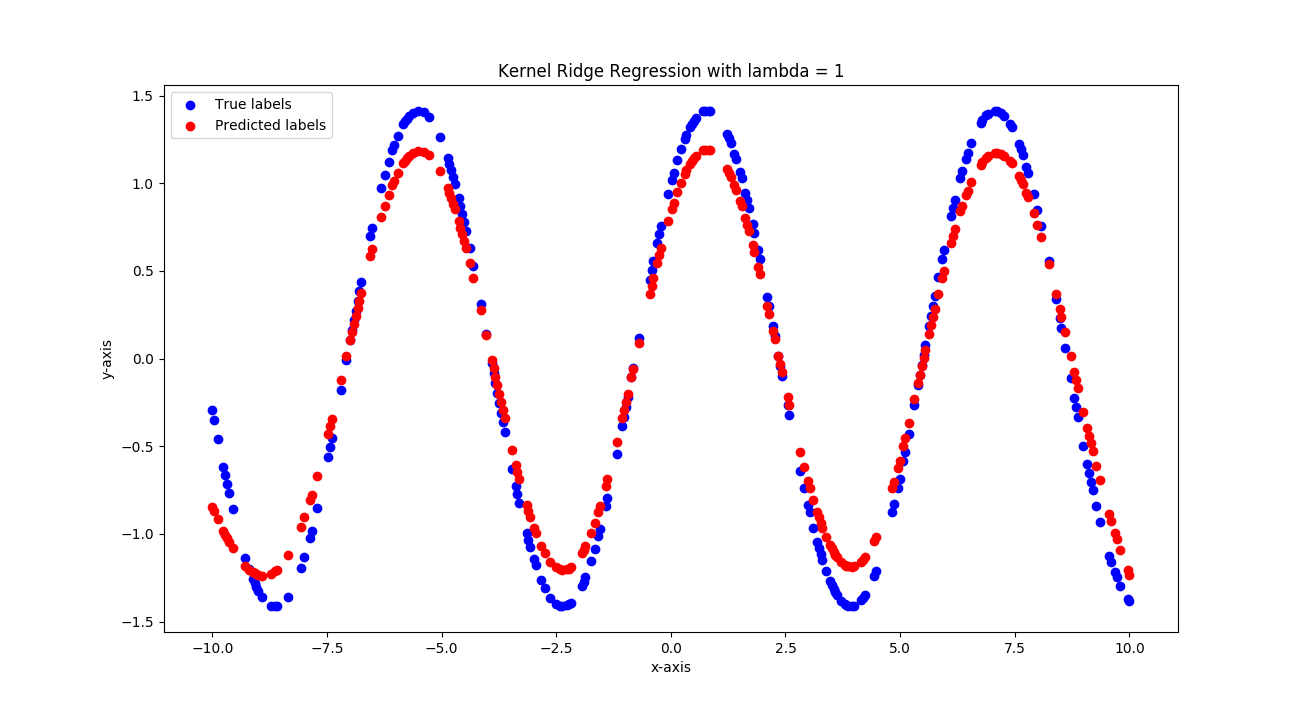 Kernel Ridge Regression with lambda = 1
True labels
Predicted labels
1.5
1.0
0.5
0.0
−0.5
−1.0
−1.5
y-axis
−10.0 −7.5 −5.0 −2.5 0.0 2.5 5.0 7.5 10.0
x-axis